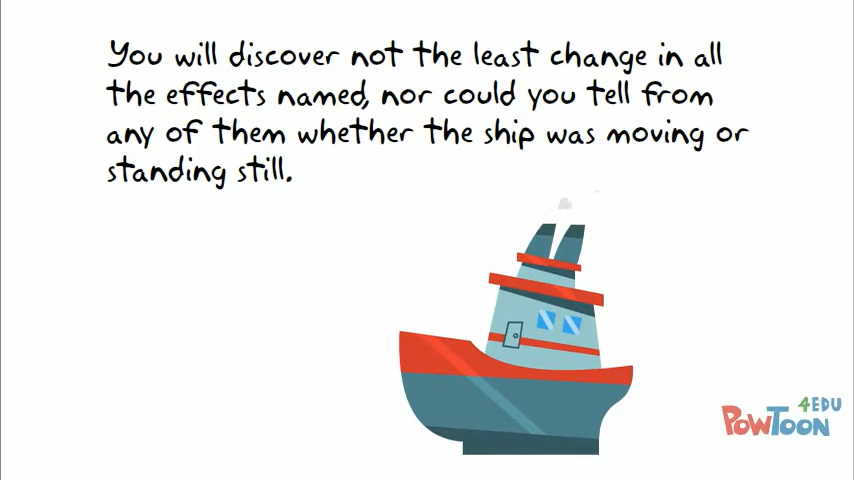 You will discover not the least change in all
the effects named, nor could you tell from
any of them whether the ship was moving or
standing still.
4EDU
POWTOON